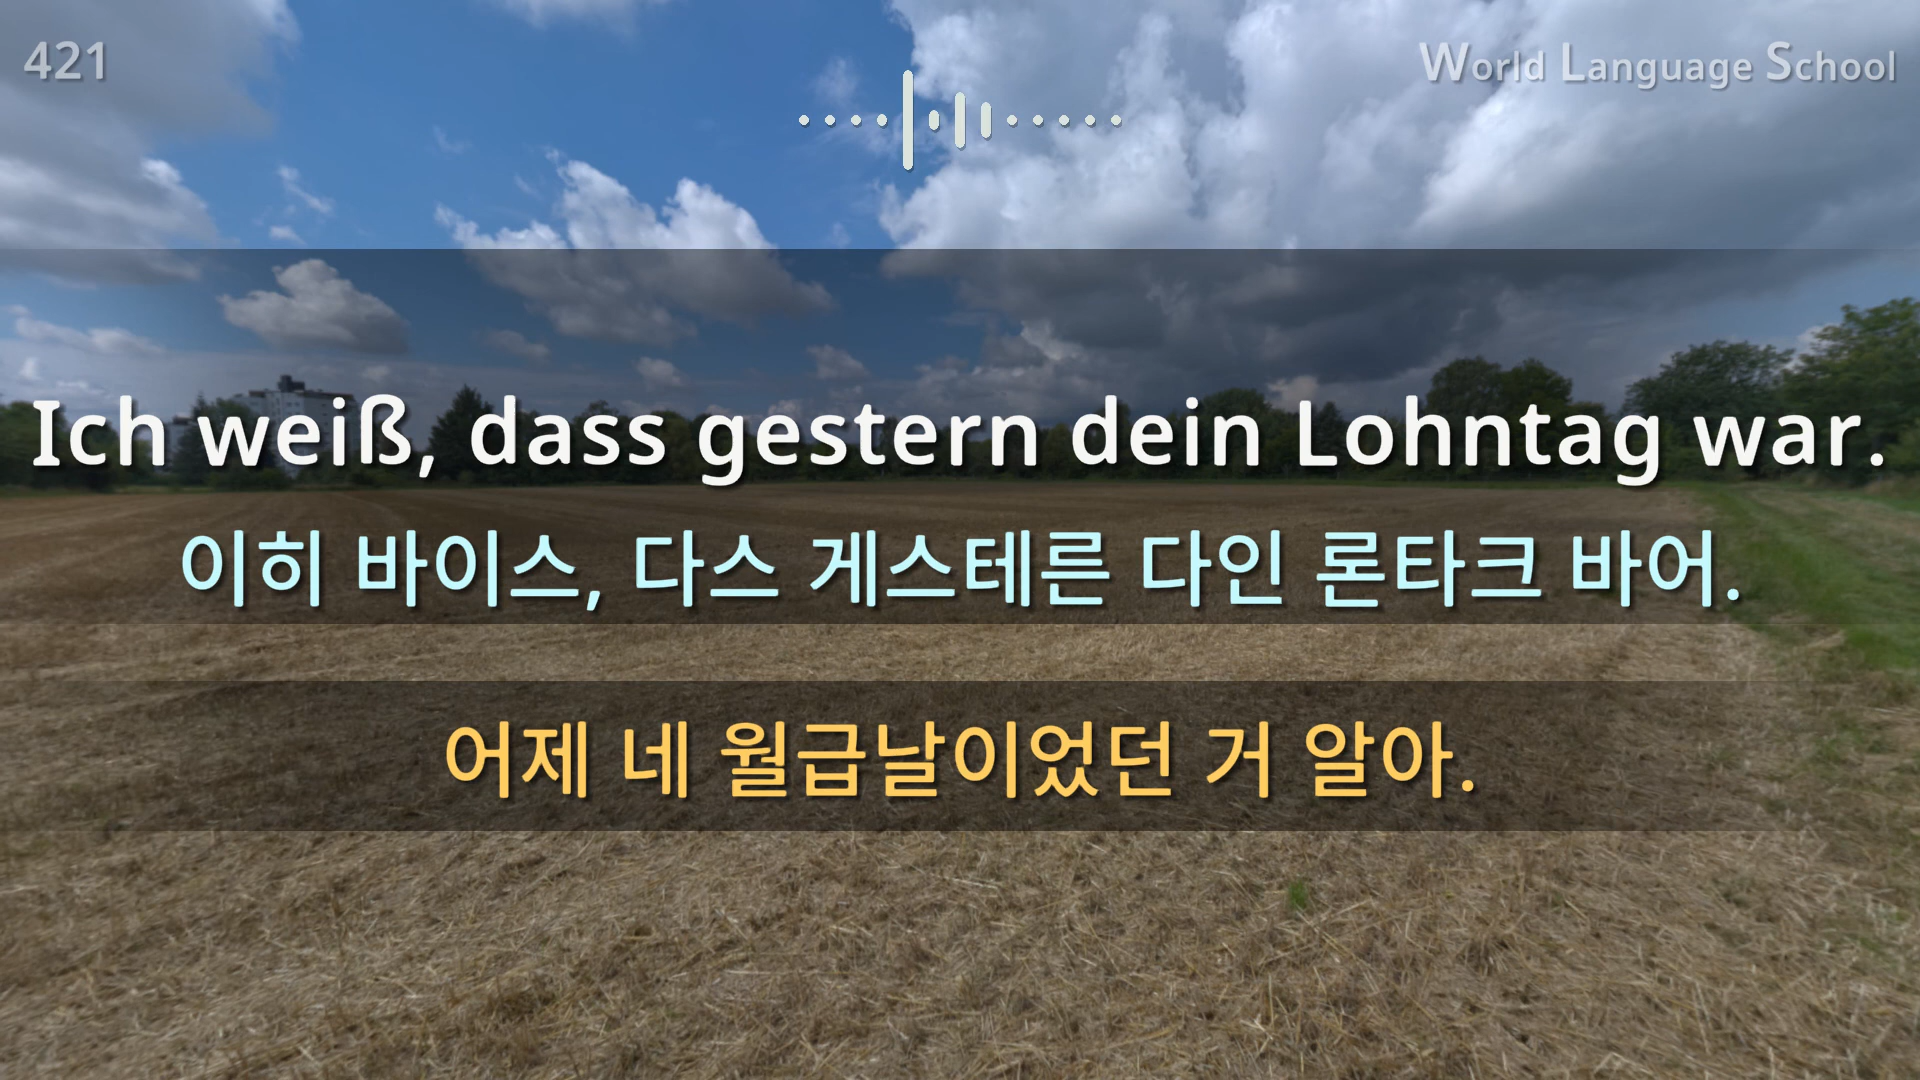 421
World Language School
Ich weiß, dass gestern dein Lohntag war.
이히 바이스, 다스 게스테른 다인 론타크 바어.
어제 네 월급날이었던 거 알아.